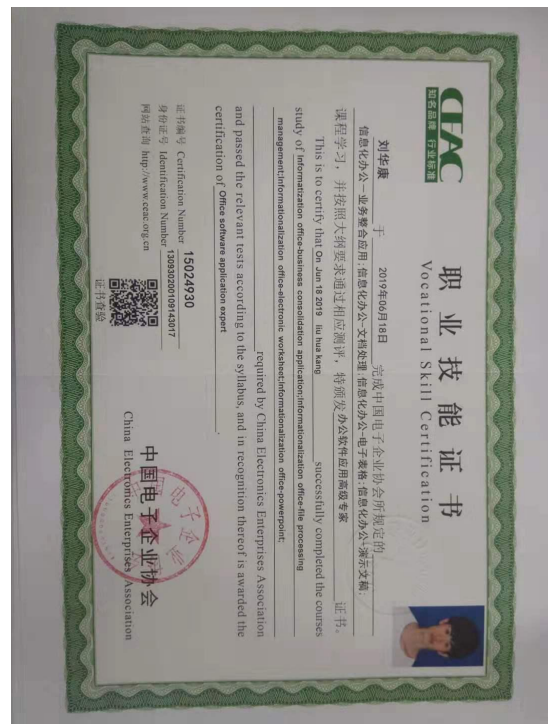 CEAC
知名品牌 行业标准
职业技能证书
Vocational Skill Certification
刘华康 于 2019年06月18日 完成中国电子企业协会所规定的
信息化办公—业务整合应用;信息化办公-文档处理;信息化办公-电子表格;信息化办公-演示文稿;
课程学习，并按照大纲要求通过相应测评，特颁发办公软件应用高级专家 证书。
This is to certify that On Jun 18 2019 liu hua kang successfully completed the courses
study of Informatization office-business consolidation application;Informationalization office-file processing
management;Informationalization office-electronic worksheet;Informationalization office-powerpoint;
required by China Electronics Enterprises Association
and passed the relevant tests according to the syllabus, and in recognition thereof is awarded the
certification of Office software application expert.
证书编号 Certification Number 15024930
身份证号 Identification Number 130930200109143017
网站查询 http://www.ceac.org.cn
证书查验
中国电子企业协会
China Electronics Enterprises Association